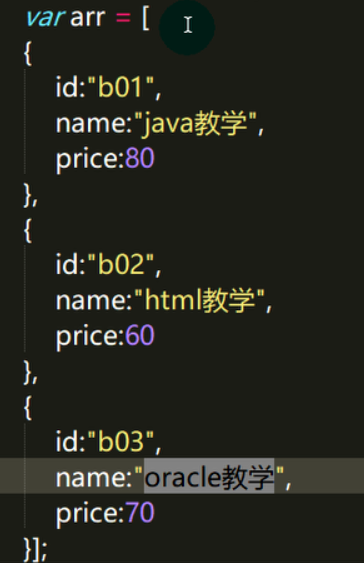 var arr = [
{
id:"b01",
name:"java教学",
price:80
},
{
id:"b02",
name:"html教学",
price:60
},
{
id:"b03",
name:"oracle教学",
price:70
}];